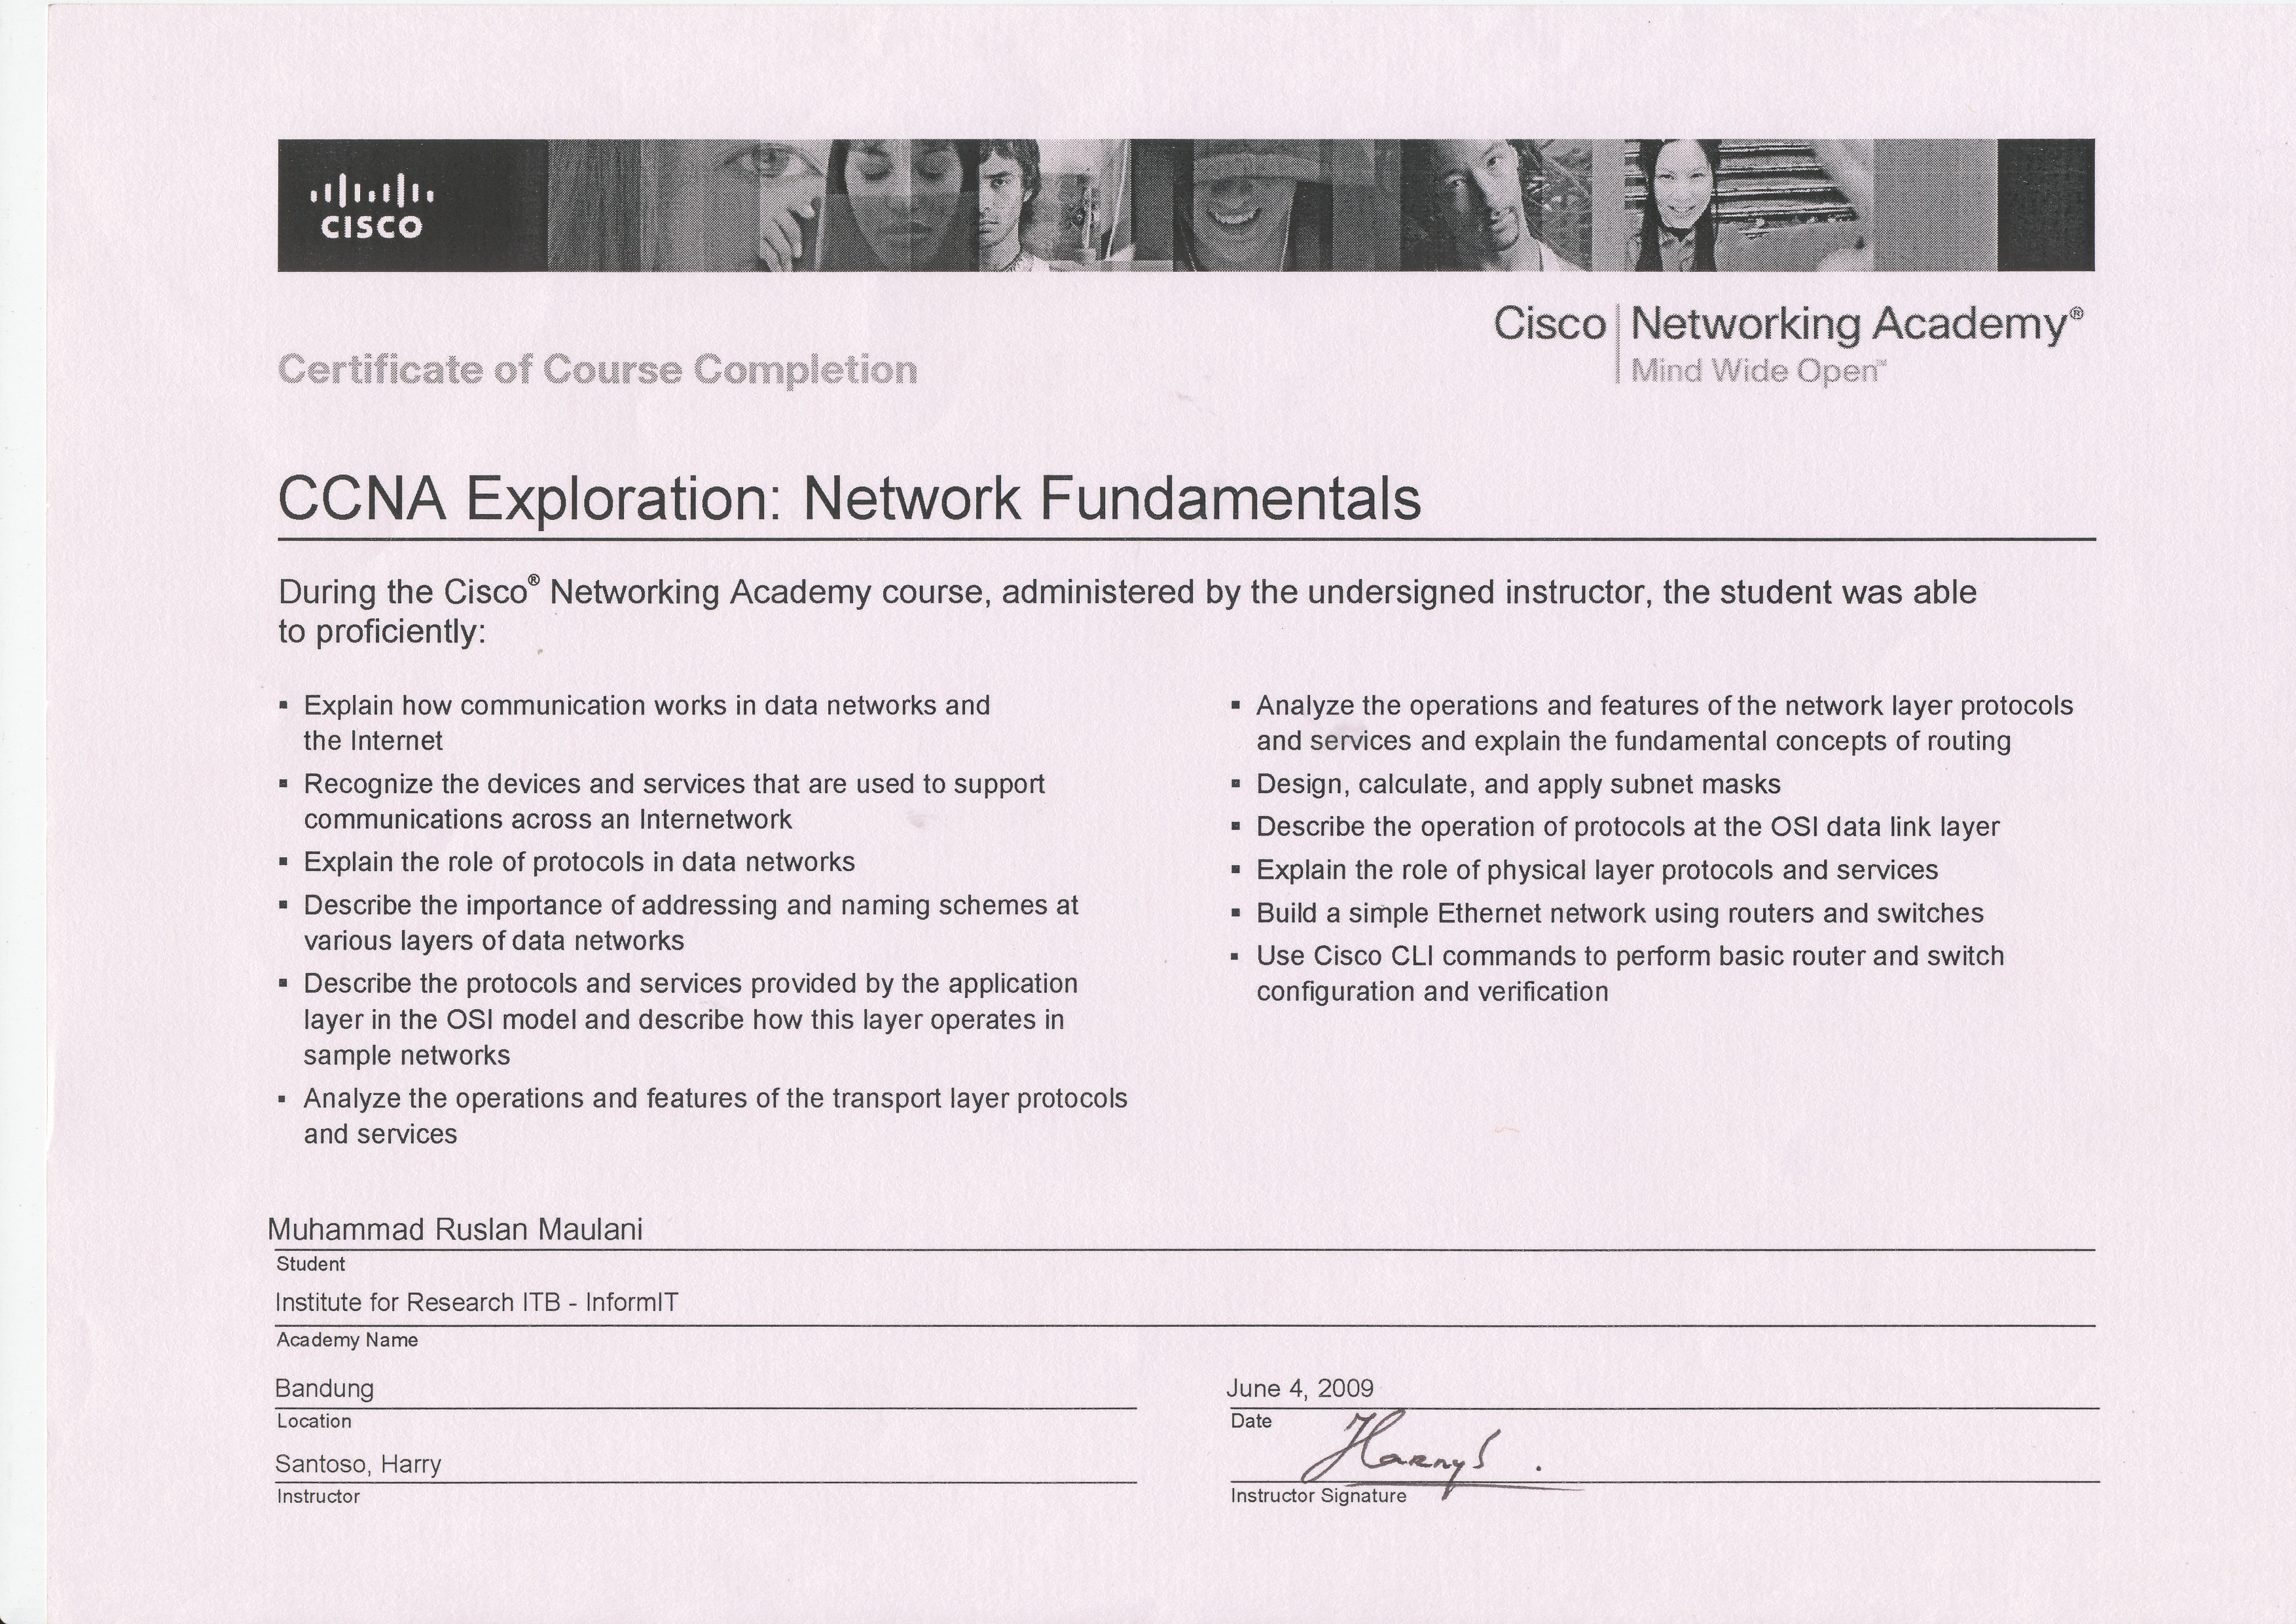 CISCO
Cisco | Networking Academy®
Mind Wide Open™
Certificate of Course Completion
CCNA Exploration: Network Fundamentals
During the Cisco® Networking Academy course, administered by the undersigned instructor, the student was able
to proficiently:
▪ Explain how communication works in data networks and
the Internet
▪ Recognize the devices and services that are used to support
communications across an Internetwork
▪ Explain the role of protocols in data networks
▪ Describe the importance of addressing and naming schemes at
various layers of data networks
▪ Describe the protocols and services provided by the application
layer in the OSI model and describe how this layer operates in
sample networks
▪ Analyze the operations and features of the transport layer protocols
and services
▪ Analyze the operations and features of the network layer protocols
and services and explain the fundamental concepts of routing
▪ Design, calculate, and apply subnet masks
▪ Describe the operation of protocols at the OSI data link layer
▪ Explain the role of physical layer protocols and services
▪ Build a simple Ethernet network using routers and switches
▪ Use Cisco CLI commands to perform basic router and switch
configuration and verification
Muhammad Ruslan Maulani
Student
Institute for Research ITB - InformIT
Academy Name
Bandung
Location
June 4, 2009
Date
Santoso, Harry
Instructor
HarryS.
Instructor Signature